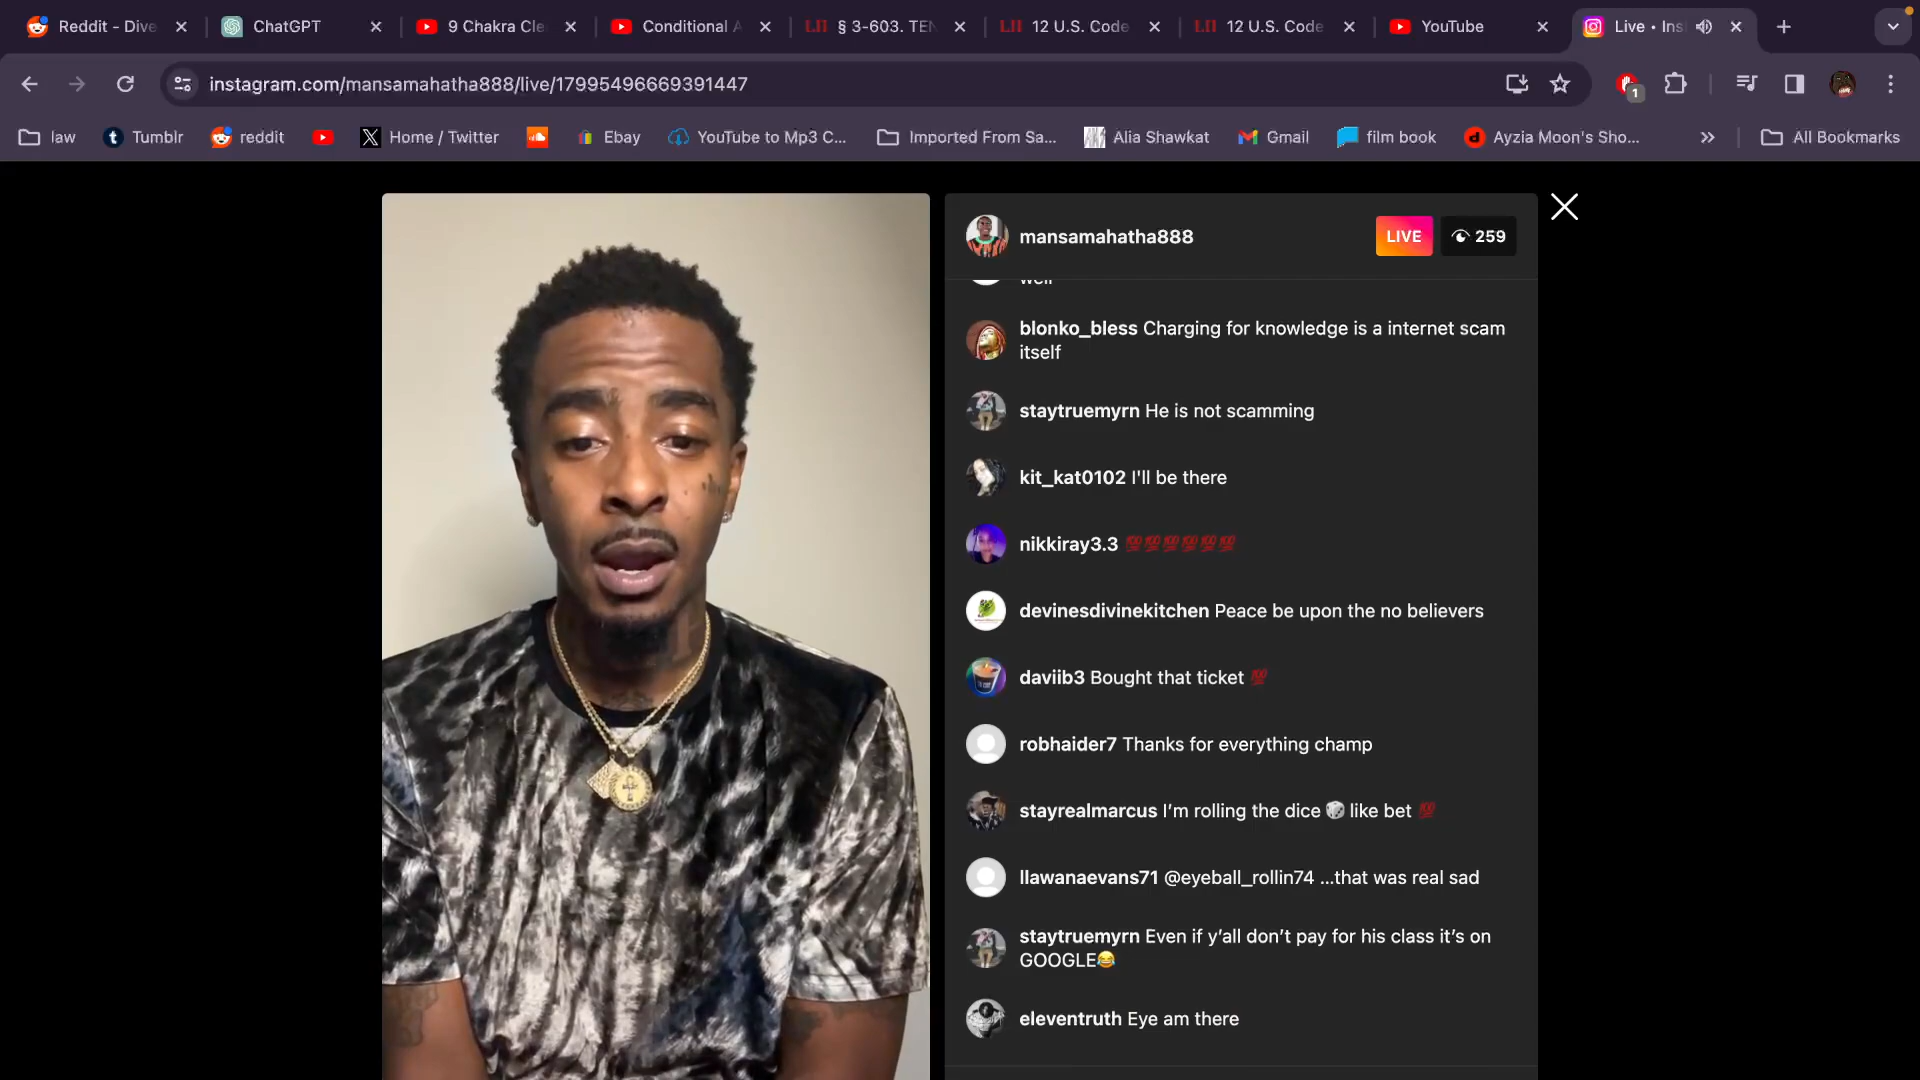 Reddit - Dive
ChatGPT
9 Chakra Cle
Conditional A
LII § 3-603. TEN
LII 12 U.S. Code
LII 12 U.S. Code
YouTube
Live • Ins
instagram.com/mansamahatha888/live/17995496669391447
1
law
Tumblr
reddit
Home / Twitter
Ebay
YouTube to Mp3 C...
Imported From Sa...
Alia Shawkat
Gmail
film book
Ayzia Moon's Sho...
All Bookmarks
mansamahatha888
LIVE
259
well
blonko_bless Charging for knowledge is a internet scam
itself
staytruemyrn He is not scamming
kit_kat0102 I'll be there
nikkiray3.3 💯💯💯💯💯💯
devinesdivinekitchen Peace be upon the no believers
daviib3 Bought that ticket 💯
robhaider7 Thanks for everything champ
stayrealmarcus I’m rolling the dice 🎲 like bet 💯
llawanaevans71 @eyeball_rollin74 ...that was real sad
staytruemyrn Even if y’all don’t pay for his class it’s on
GOOGLE😂
eleventruth Eye am there